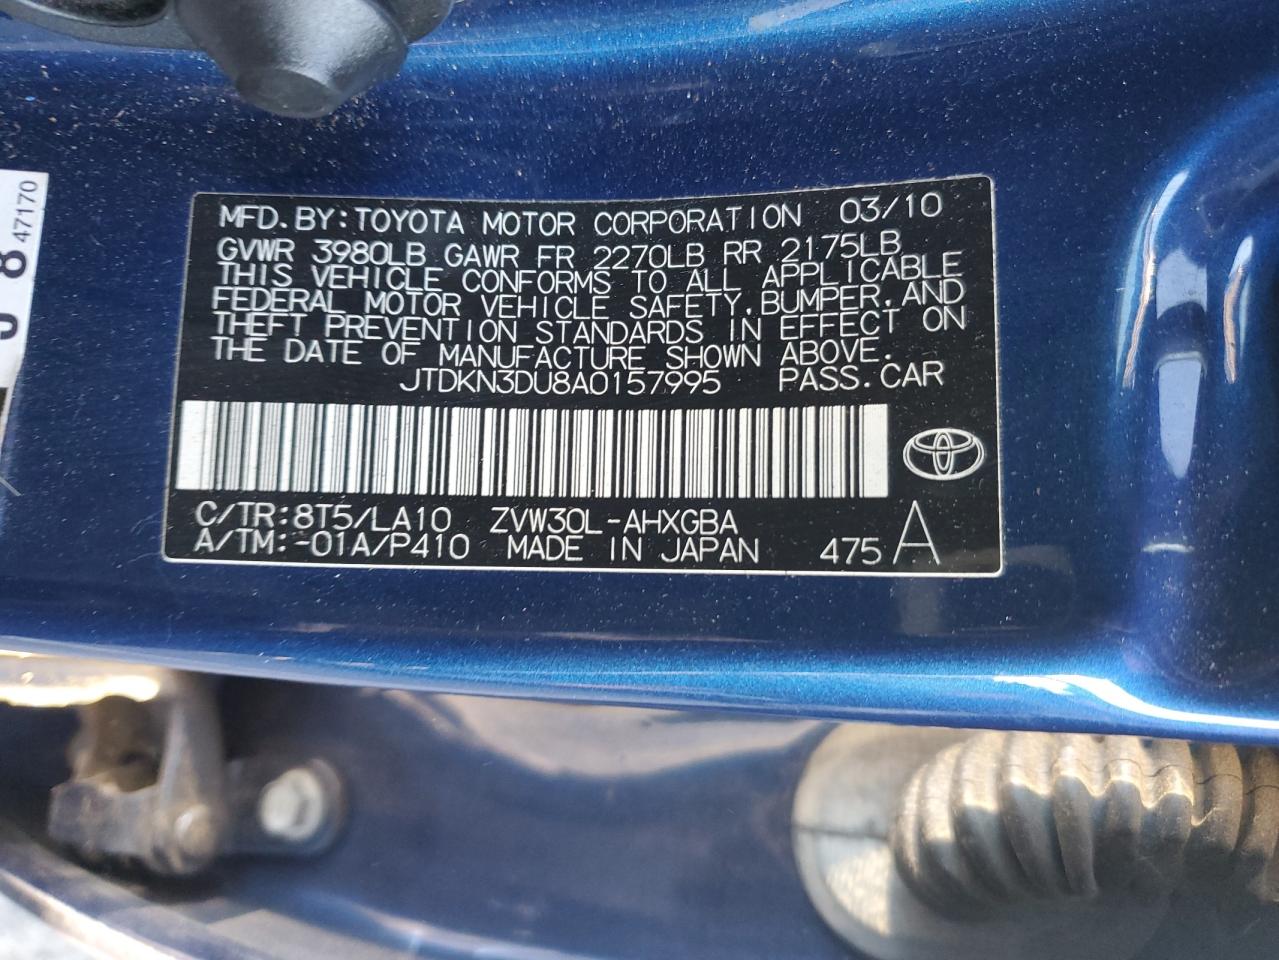 MFD.BY:TOYOTA MOTOR CORPORATION 03/10
GVWR 3980LB GAWR FR 2270LB RR 2175LB
THIS VEHICLE CONFORMS TO ALL APPLICABLE
FEDERAL MOTOR VEHICLE SAFETY,BUMPER,AND
THEFT PREVENTION STANDARDS IN EFFECT ON
THE DATE OF MANUFACTURE SHOWN ABOVE.
JTDKN3DU8A0157995 PASS.CAR
C/TR:8T5/LA10 ZVW30L-AHXGBA
A/TM:-01A/P410 MADE IN JAPAN 475 A
47170
8